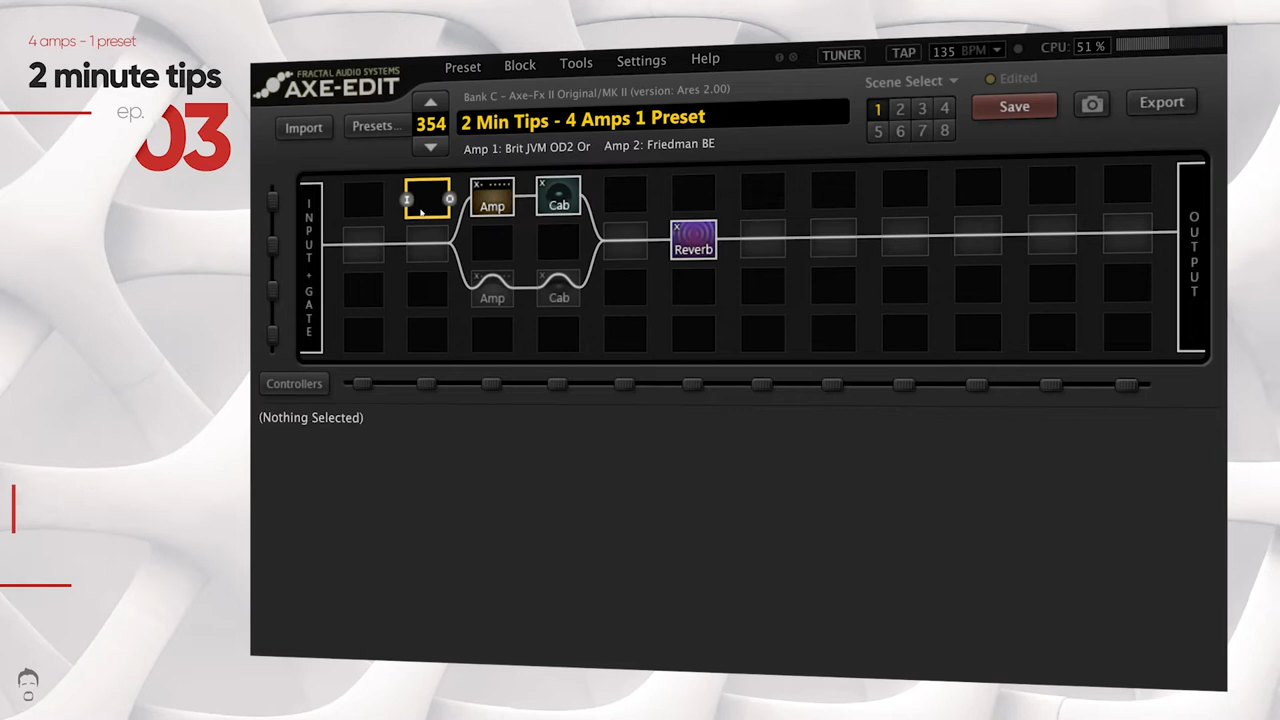 4 amps - 1 preset
2 minute tips
ep. 03
FRACTAL AUDIO SYSTEMS
AXE-EDIT
Preset Block Tools Settings Help
TUNER TAP 135 BPM CPU: 51 %
Import Presets... 354
Bank C - Axe-Fx II Original/MK II (version: Ares 2.00)
2 Min Tips - 4 Amps 1 Preset
Amp 1: Brit JVM OD2 Or Amp 2: Friedman BE
Scene Select
1 2 3 4
5 6 7 8
Edited
Save Export
INPUT + GATE
X Amp X Cab
X Reverb
X Amp X Cab
OUTPUT
Controllers
(Nothing Selected)